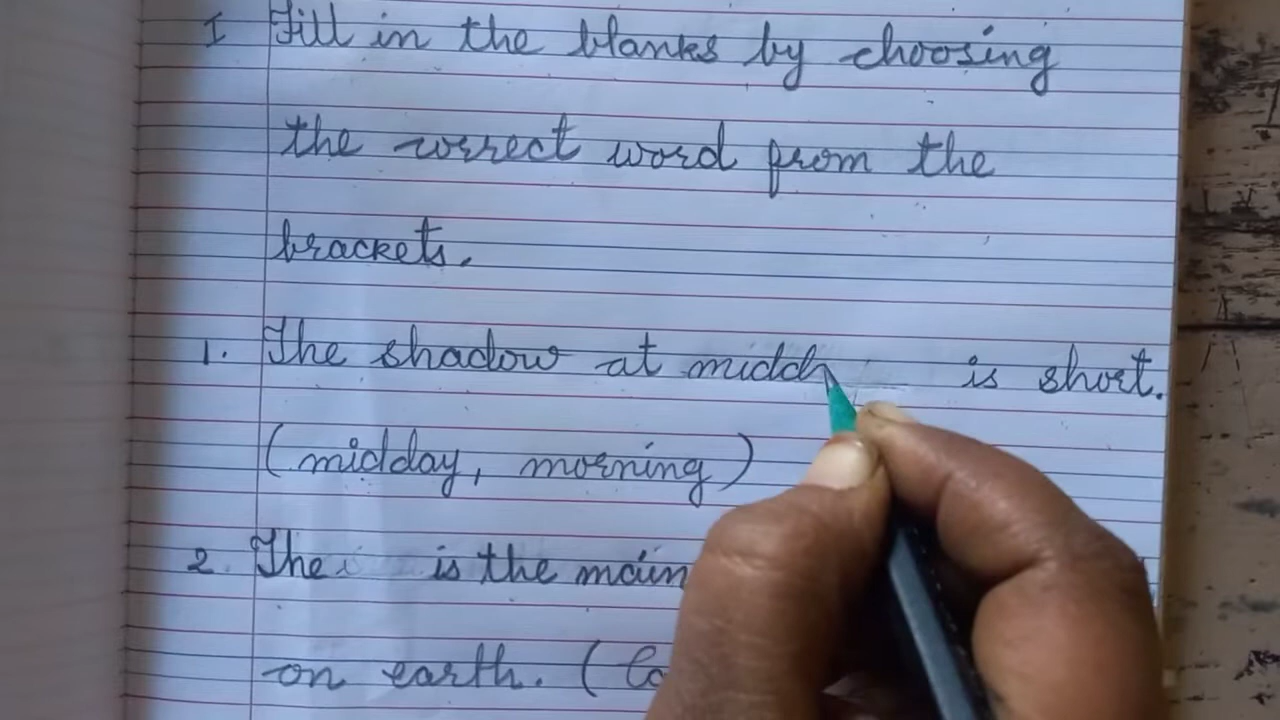 I Fill in the blanks by choosing
the correct word from the
brackets.
1. The shadow at midd is short.
(midday, morning)
2. The is the main
on earth. (